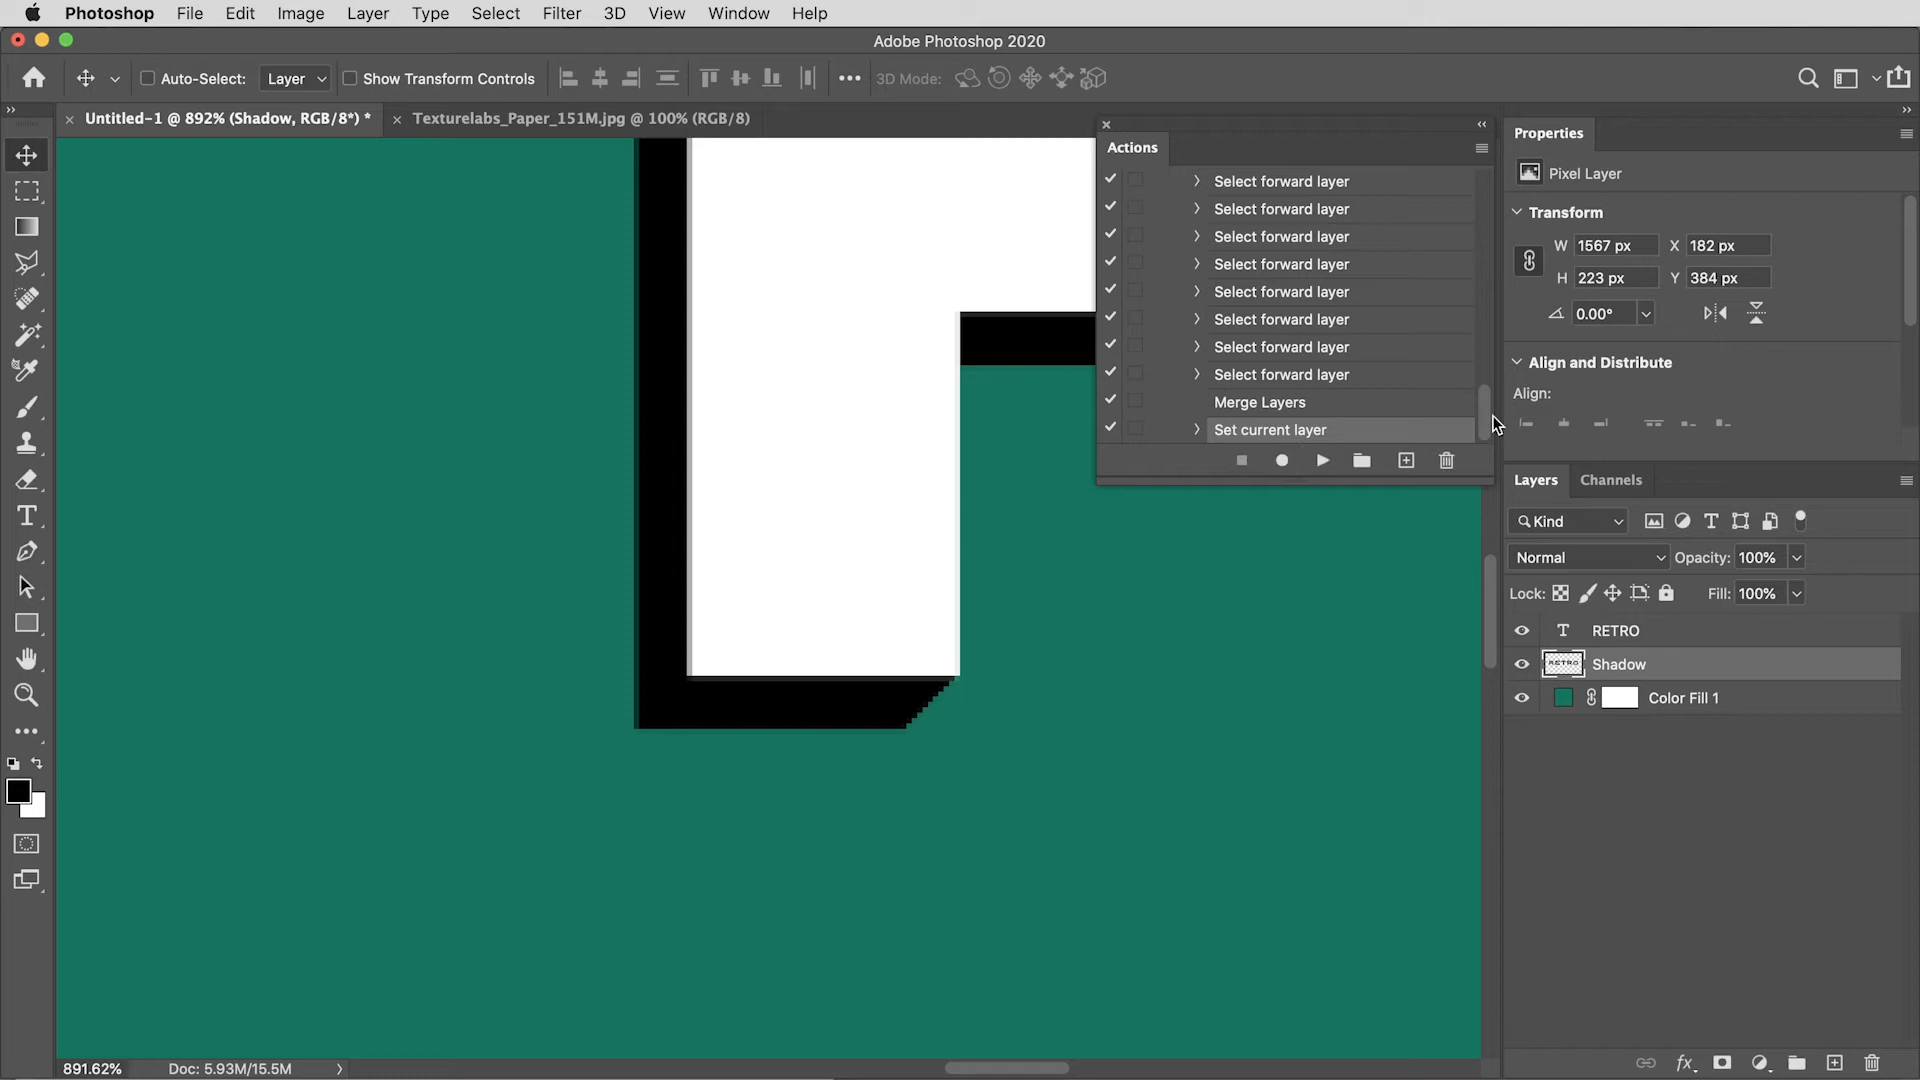 Photoshop File Edit Image Layer Type Select Filter 3D View Window Help
Adobe Photoshop 2020
Auto-Select: Layer Show Transform Controls 3D Mode:
Untitled-1 @ 892% (Shadow, RGB/8*) * Texturelabs_Paper_151M.jpg @ 100% (RGB/8)
Actions
Select forward layer
Select forward layer
Select forward layer
Select forward layer
Select forward layer
Select forward layer
Select forward layer
Select forward layer
Merge Layers
Set current layer
Properties
Pixel Layer
Transform
W 1567 px X 182 px
H 223 px Y 384 px
0.00°
Align and Distribute
Align:
Layers Channels
Kind
Normal Opacity: 100%
Lock: Fill: 100%
RETRO
Shadow
Color Fill 1
891.62% Doc: 5.93M/15.5M